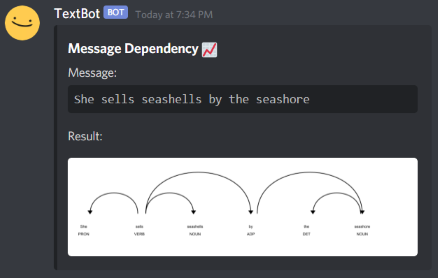 TextBot BOT Today at 7:34 PM
Message Dependency
Message:
She sells seashells by the seashore
Result:
She sells seashells by the seashore
PRON VERB NOUN ADP DET NOUN